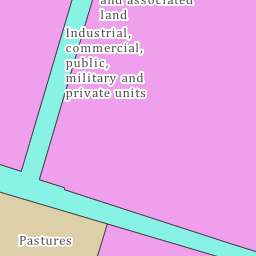 and associated
land
Industrial,
commercial,
public,
military and
private units
Pastures